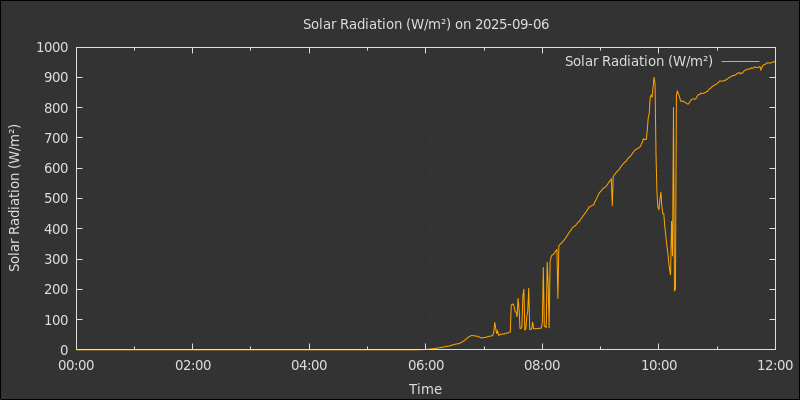 Solar Radiation (W/m²) on 2025-09-06
Solar Radiation (W/m²)
Solar Radiation (W/m²)
1000
900
800
700
600
500
400
300
200
100
0
00:00 02:00 04:00 06:00 08:00 10:00 12:00
Time